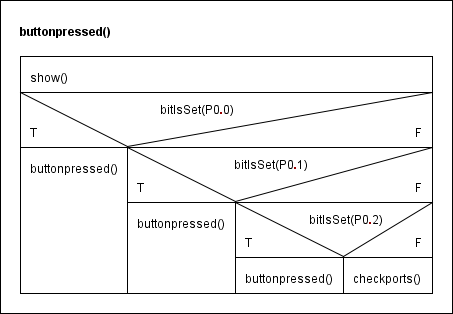 buttonpressed()
show()
bitIsSet(P0.0)
T F
buttonpressed()
bitIsSet(P0.1)
T F
buttonpressed()
bitIsSet(P0.2)
T F
buttonpressed() checkports()